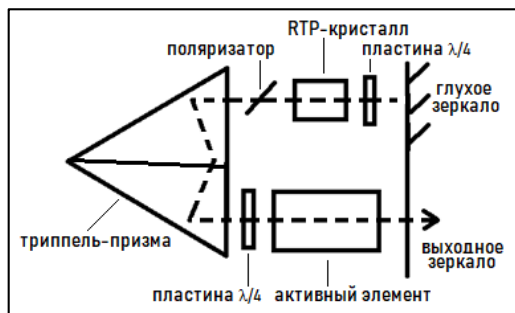 RTP-кристалл
поляризатор
пластина λ/4
глухое
зеркало
триппель-призма
выходное
зеркало
пластина λ/4
активный элемент